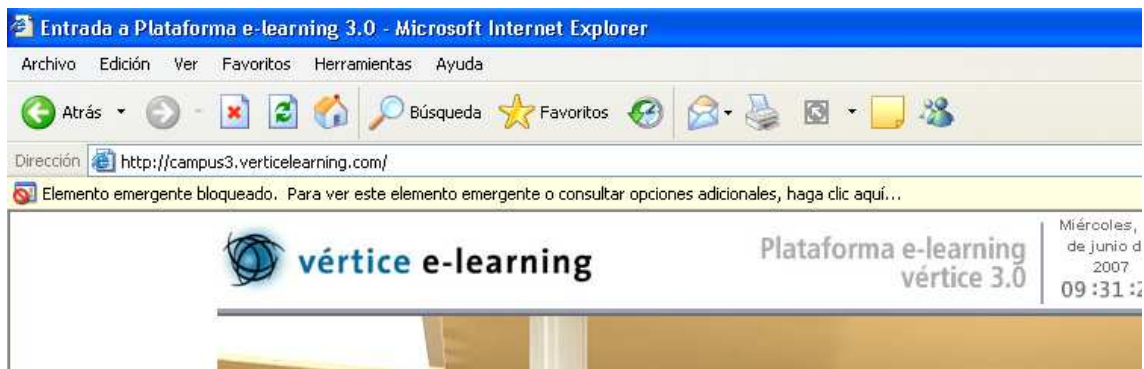 Entrada a Plataforma e-learning 3.0 - Microsoft Internet Explorer
Archivo Edición Ver Favoritos Herramientas Ayuda
Atrás Búsqueda Favoritos
Dirección http://campus3.verticelearning.com/
Elemento emergente bloqueado. Para ver este elemento emergente o consultar opciones adicionales, haga clic aquí...
vértice e-learning
Plataforma e-learning
vértice 3.0
Miércoles,
de junio d
2007
09:31:2